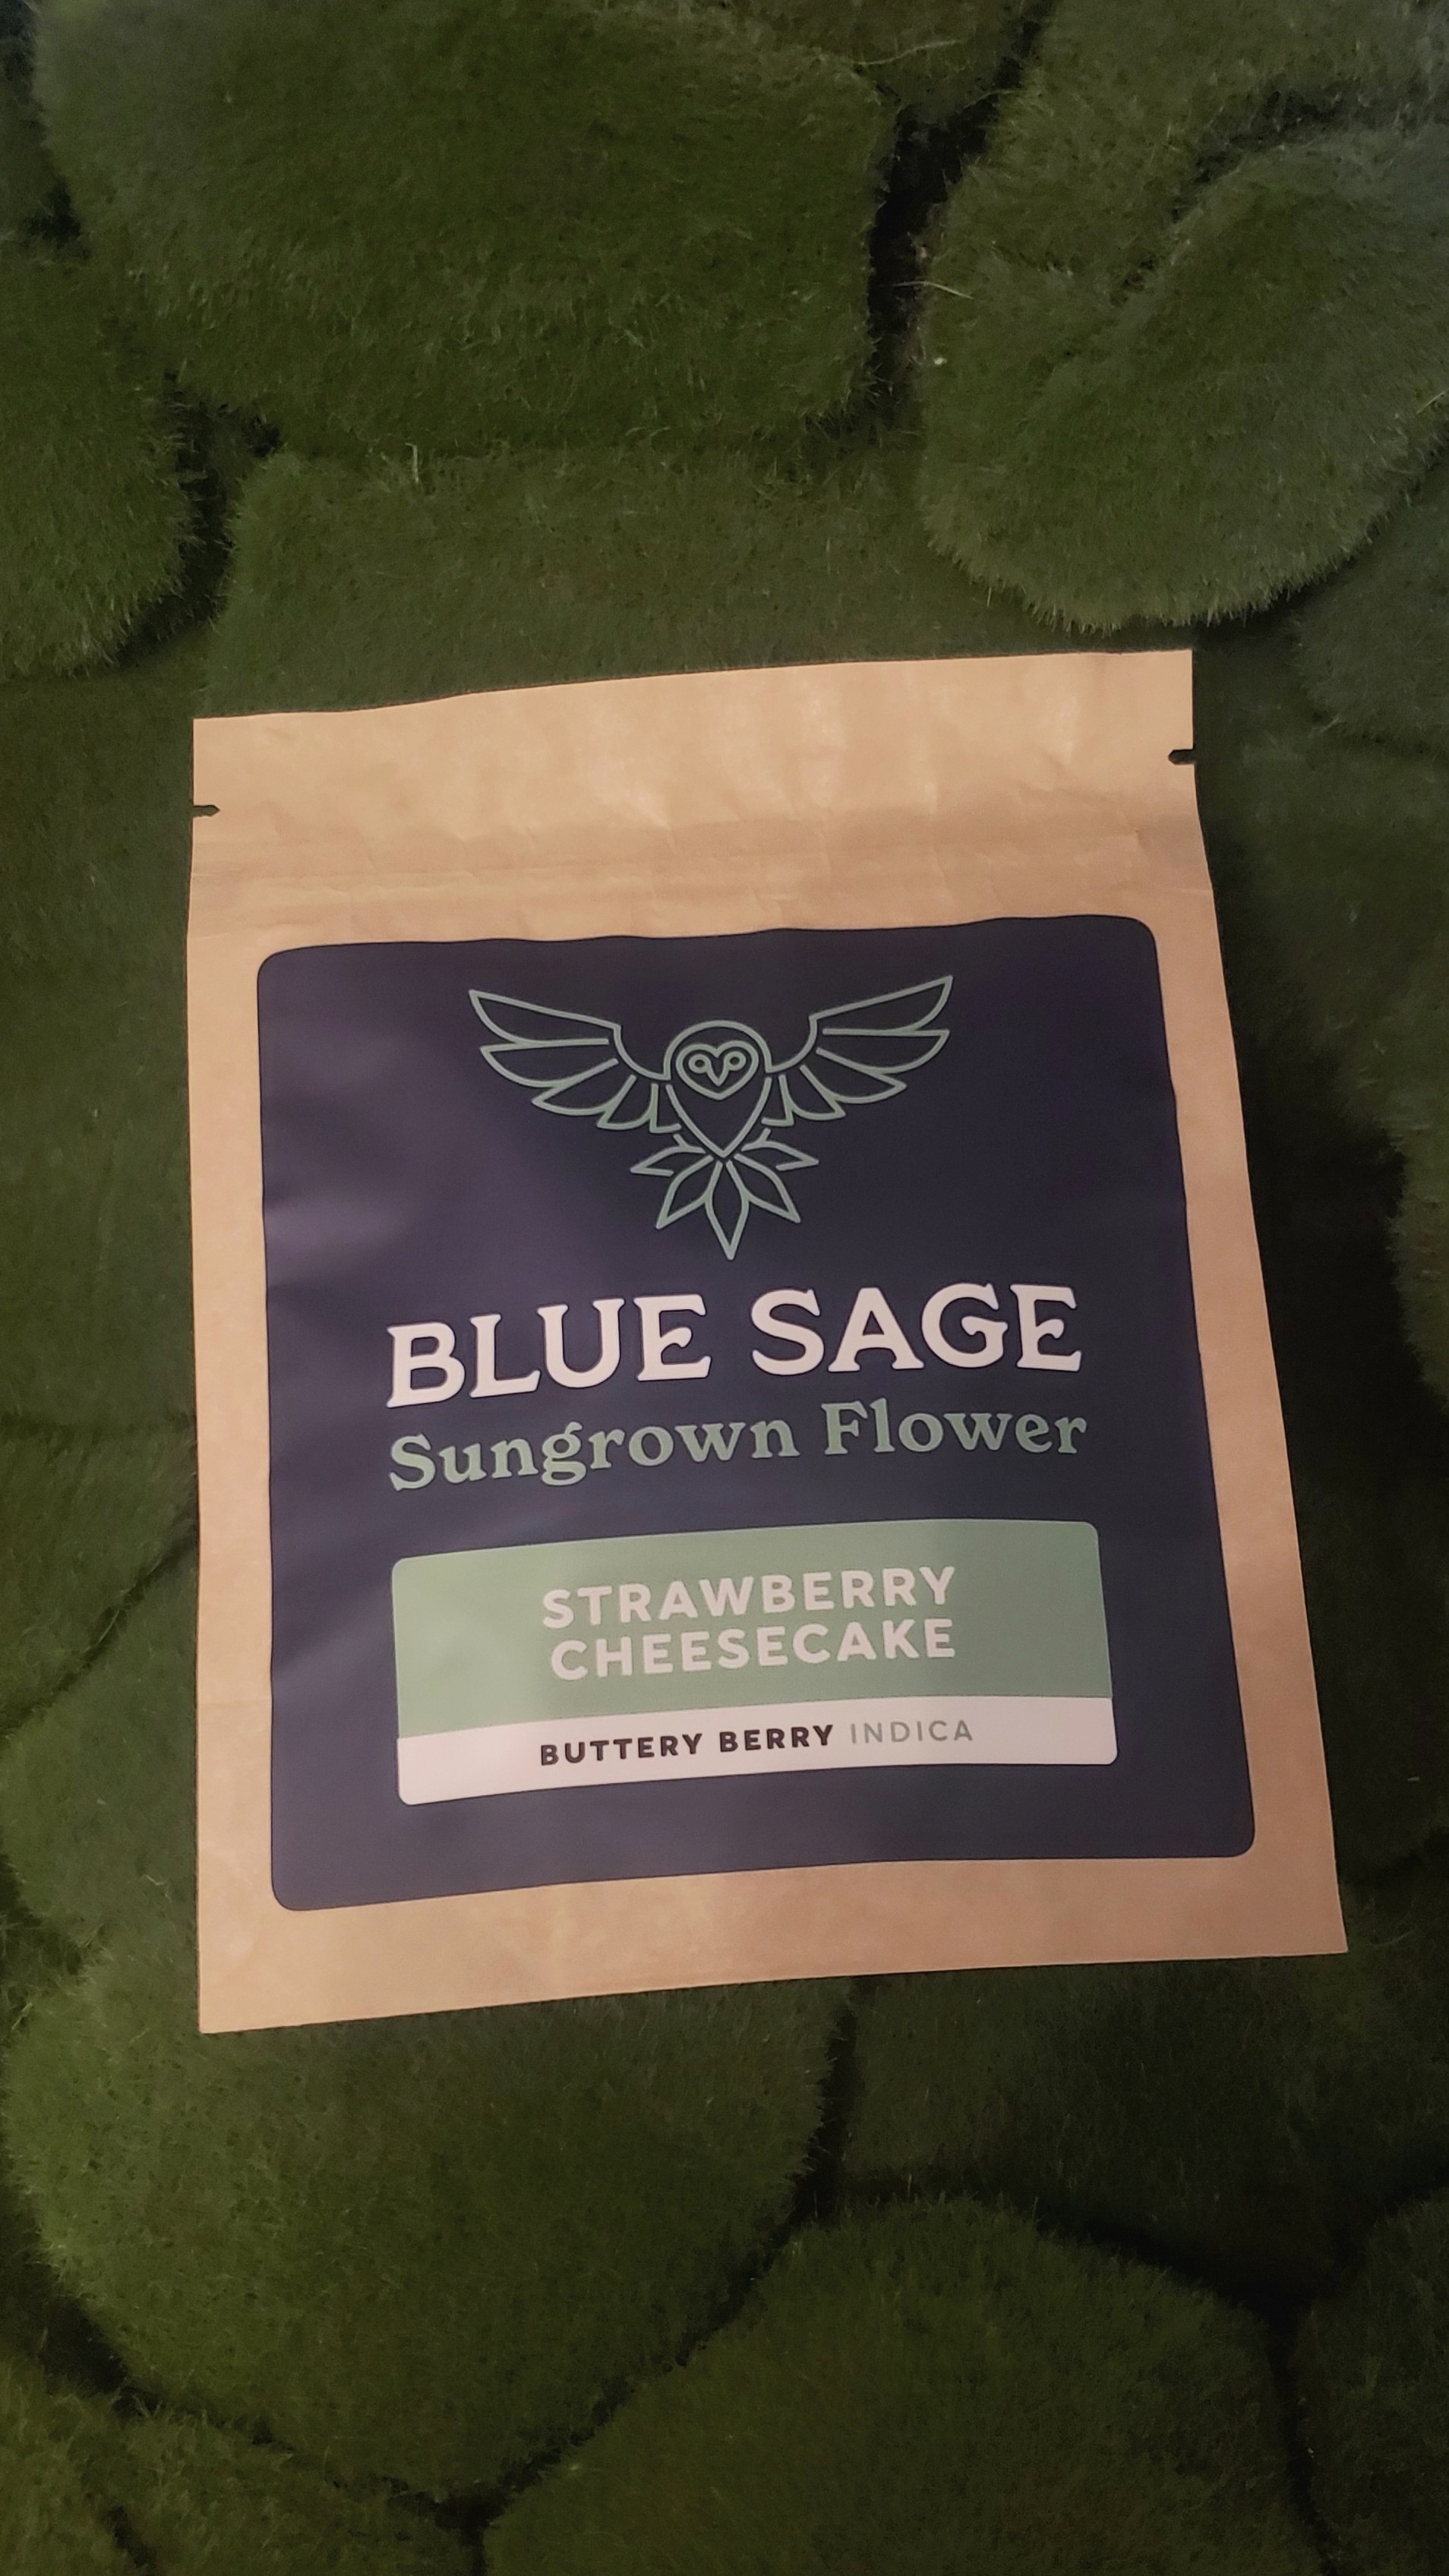 BLUE SAGE
Sungrown Flower
STRAWBERRY
CHEESECAKE
BUTTERY BERRY INDICA